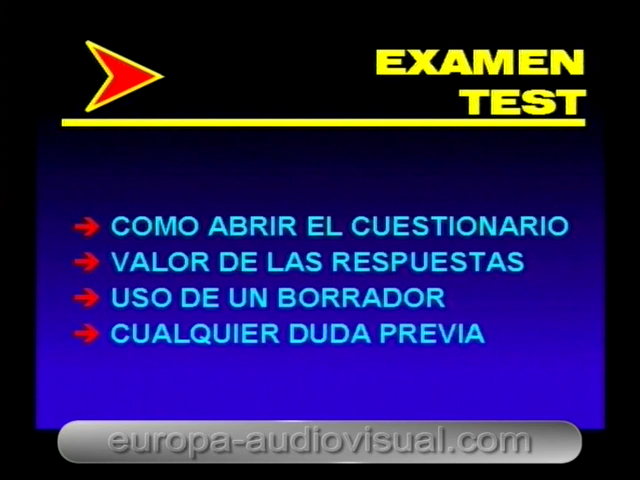 EXAMEN
TEST
COMO ABRIR EL CUESTIONARIO
VALOR DE LAS RESPUESTAS
USO DE UN BORRADOR
CUALQUIER DUDA PREVIA
europa-audiovisual.com